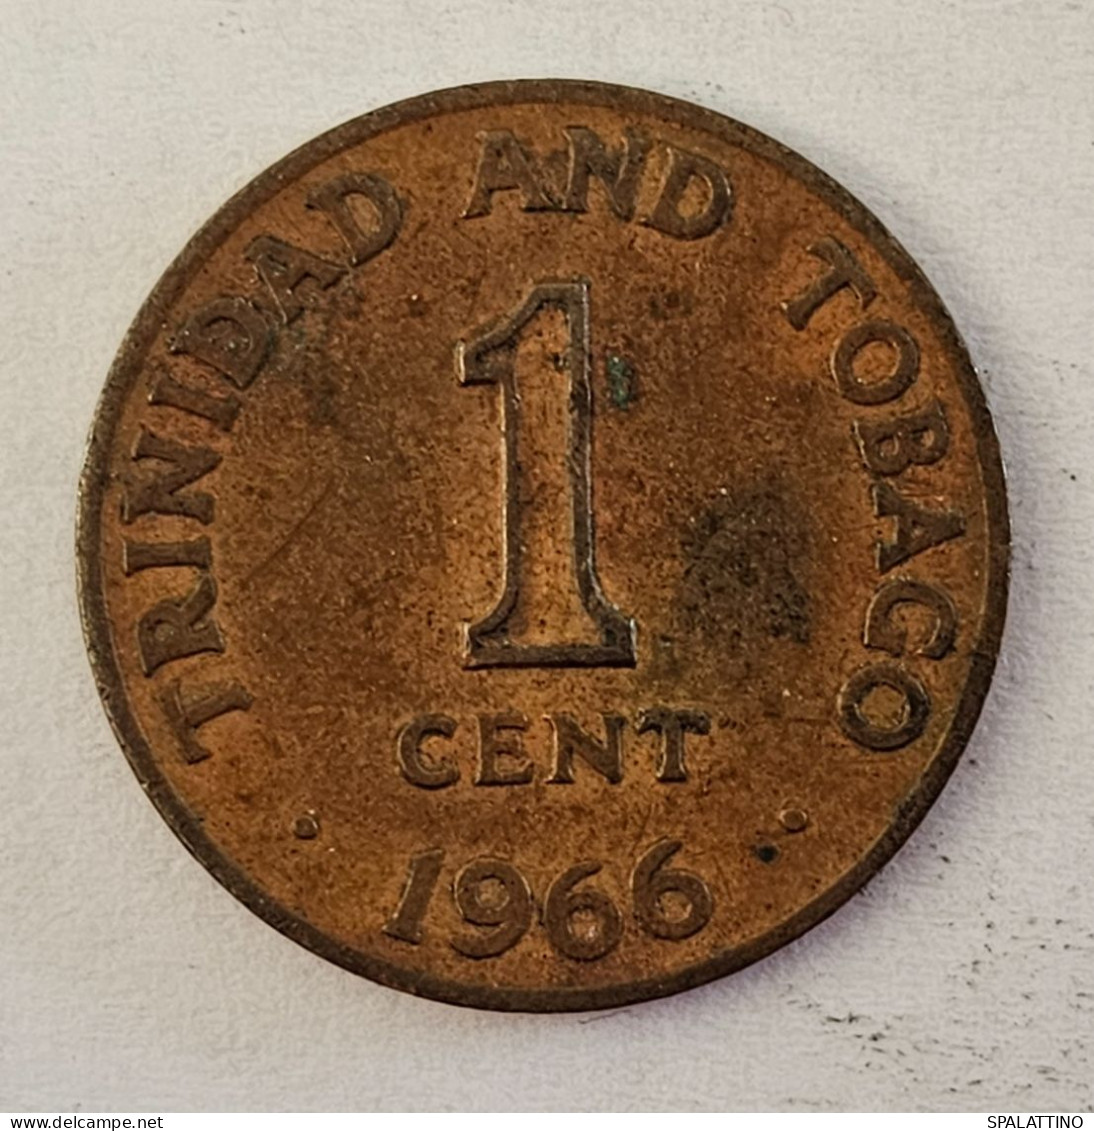 TRINIDAD AND TOBAGO
1
CENT
· 1966 ·
www.delcampe.net
SPALATTINO